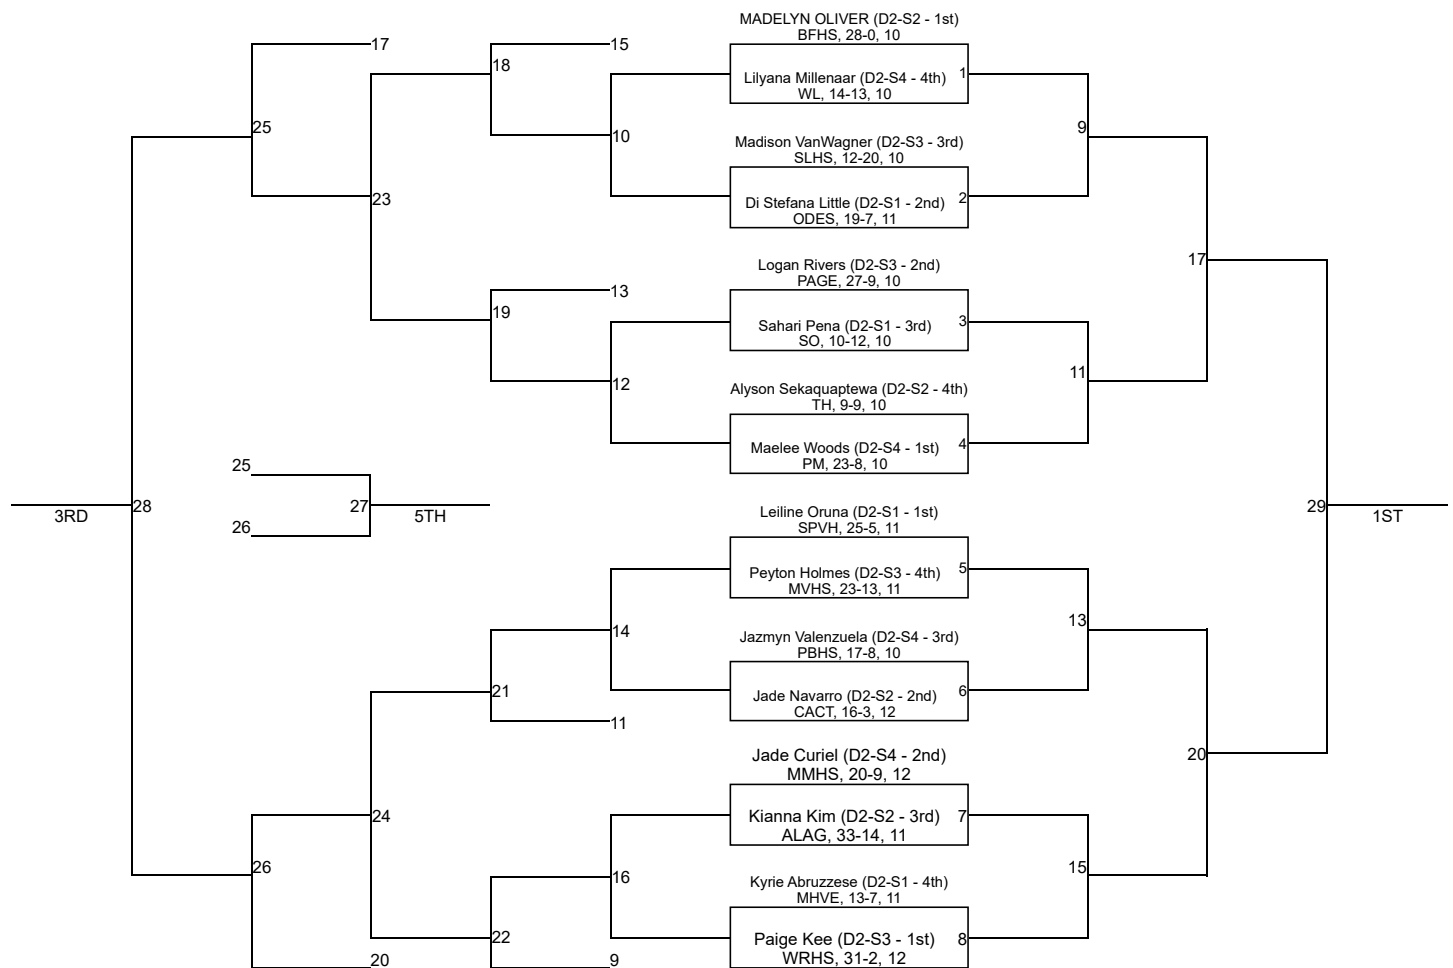 MADELYN OLIVER (D2-S2 - 1st)
BFHS, 28-0, 10
17
15
18
Lilyana Millenaar (D2-S4 - 4th)
1
WL, 14-13, 10
25
10
9
Madison VanWagner (D2-S3 - 3rd)
SLHS, 12-20, 10
23
Di Stefana Little (D2-S1 - 2nd)
2
ODES, 19-7, 11
17
Logan Rivers (D2-S3 - 2nd)
PAGE, 27-9, 10
13
19
Sahari Pena (D2-S1 - 3rd)
3
SO, 10-12, 10
12
11
Alyson Sekaquaptewa (D2-S2 - 4th)
TH, 9-9, 10
Maelee Woods (D2-S4 - 1st)
4
PM, 23-8, 10
25
28
27
29
3RD
5TH
1ST
26
Leiline Oruna (D2-S1 - 1st)
SPVH, 25-5, 11
Peyton Holmes (D2-S3 - 4th)
5
MVHS, 23-13, 11
14
13
Jazmyn Valenzuela (D2-S4 - 3rd)
PBHS, 17-8, 10
21
Jade Navarro (D2-S2 - 2nd)
6
CACT, 16-3, 12
11
20
Jade Curiel (D2-S4 - 2nd)
MMHS, 20-9, 12
24
Kianna Kim (D2-S2 - 3rd)
7
ALAG, 33-14, 11
26
16
15
Kyrie Abruzzese (D2-S1 - 4th)
MHVE, 13-7, 11
22
Paige Kee (D2-S3 - 1st)
8
WRHS, 31-2, 12
20
9